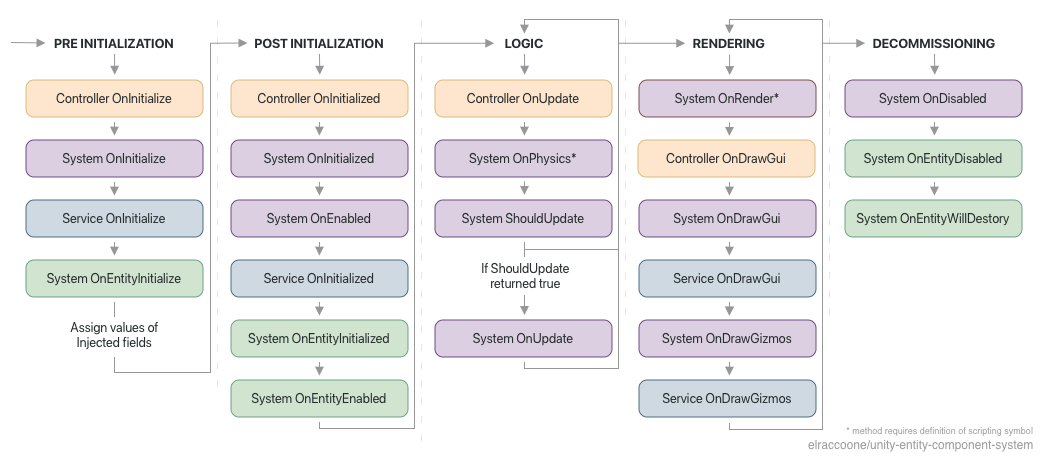 PRE INITIALIZATION
Controller OnInitialize
System OnInitialize
Service OnInitialize
System OnEntityInitialize
Assign values of
Injected fields
POST INITIALIZATION
Controller OnInitialized
System OnInitialized
System OnEnabled
Service OnInitialized
System OnEntityInitialized
System OnEntityEnabled
LOGIC
Controller OnUpdate
System OnPhysics*
System ShouldUpdate
If ShouldUpdate
returned true
System OnUpdate
RENDERING
System OnRender*
Controller OnDrawGui
System OnDrawGui
Service OnDrawGui
System OnDrawGizmos
Service OnDrawGizmos
DECOMMISSIONING
System OnDisabled
System OnEntityDisabled
System OnEntityWillDestory
* method requires definition of scripting symbol
elraccoone/unity-entity-component-system